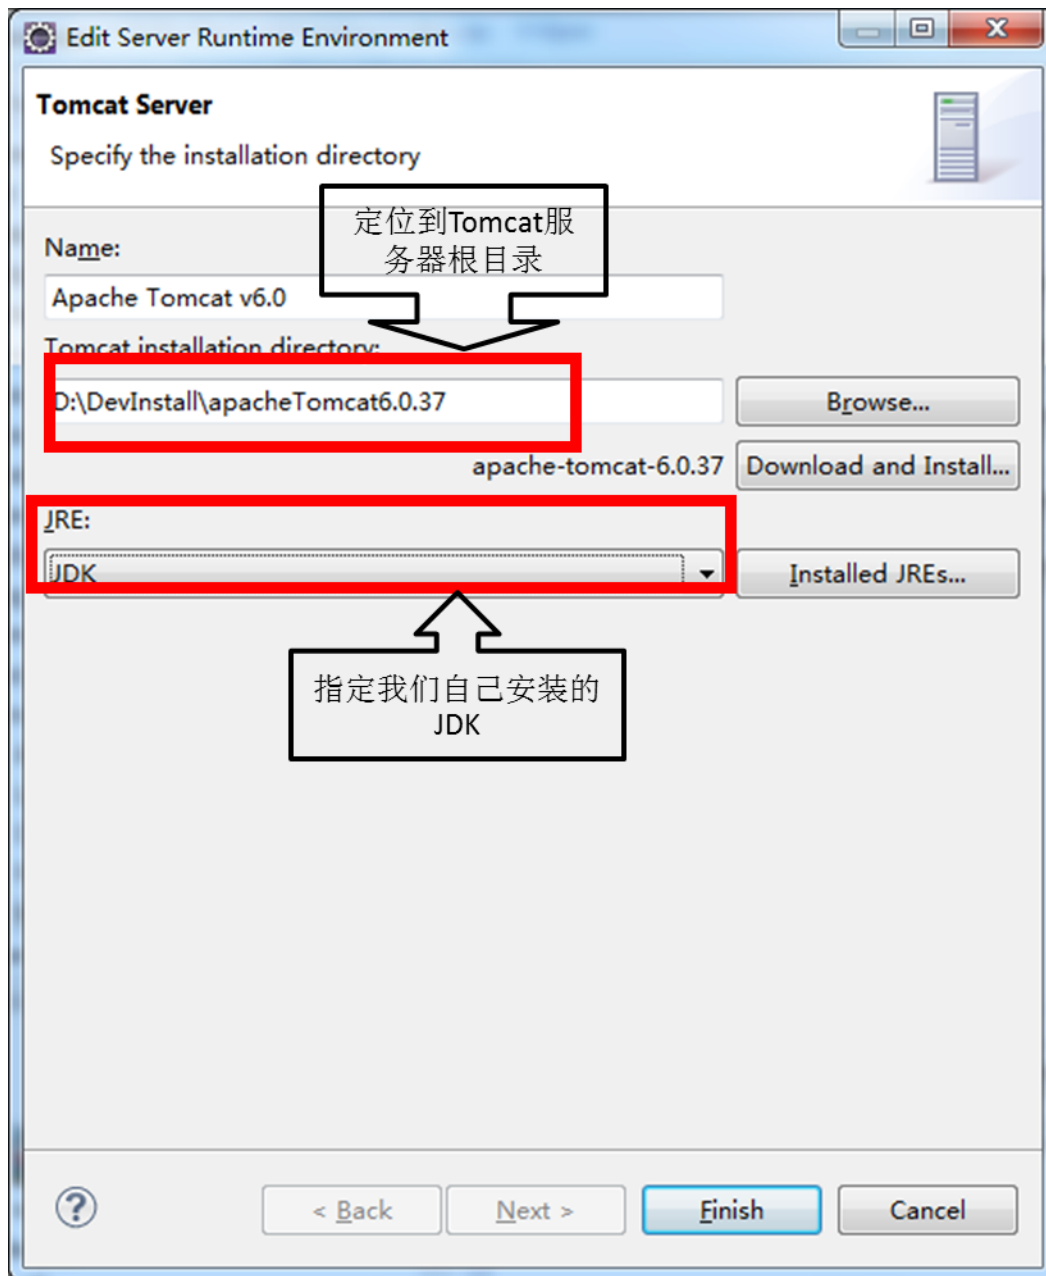 Edit Server Runtime Environment
Tomcat Server
Specify the installation directory
定位到Tomcat服
务器根目录
Name:
Apache Tomcat v6.0
Tomcat installation directory:
D:\DevInstall\apacheTomcat6.0.37
Browse...
apache-tomcat-6.0.37
Download and Install...
JRE:
JDK
Installed JREs...
指定我们自己安装的
JDK
?
< Back
Next >
Finish
Cancel